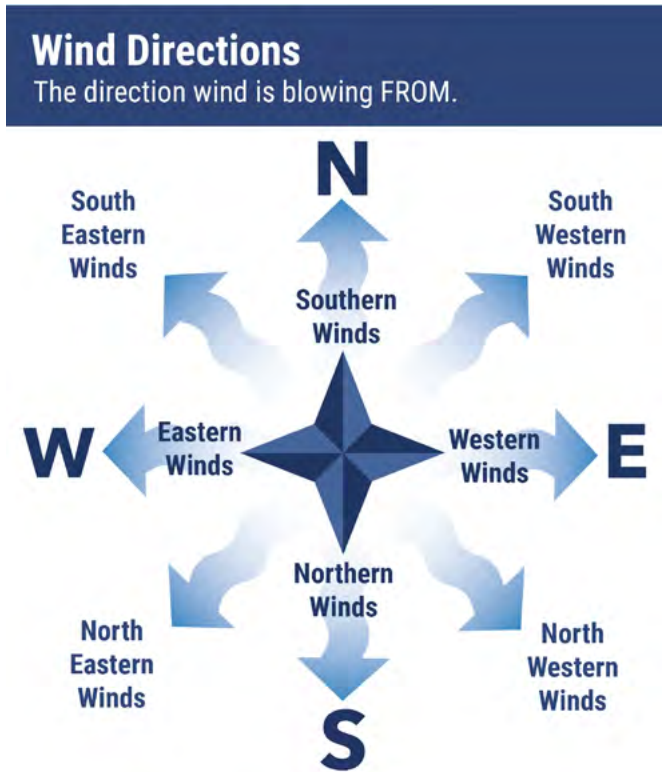 Wind Directions
The direction wind is blowing FROM.
N
South
Eastern
Winds
South
Western
Winds
Southern
Winds
W
Eastern
Winds
Western
Winds
E
Northern
Winds
North
Eastern
Winds
North
Western
Winds
S